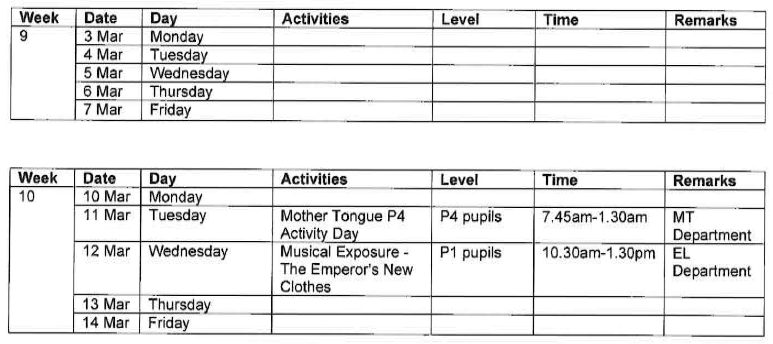 Week Date Day Activities Level Time Remarks
9 3 Mar Monday
4 Mar Tuesday
5 Mar Wednesday
6 Mar Thursday
7 Mar Friday
Week Date Day Activities Level Time Remarks
10 10 Mar Monday
11 Mar Tuesday Mother Tongue P4 P4 pupils 7.45am-1.30am MT
Activity Day Department
12 Mar Wednesday Musical Exposure - P1 pupils 10.30am-1.30pm EL
The Emperor's New Department
Clothes
13 Mar Thursday
14 Mar Friday